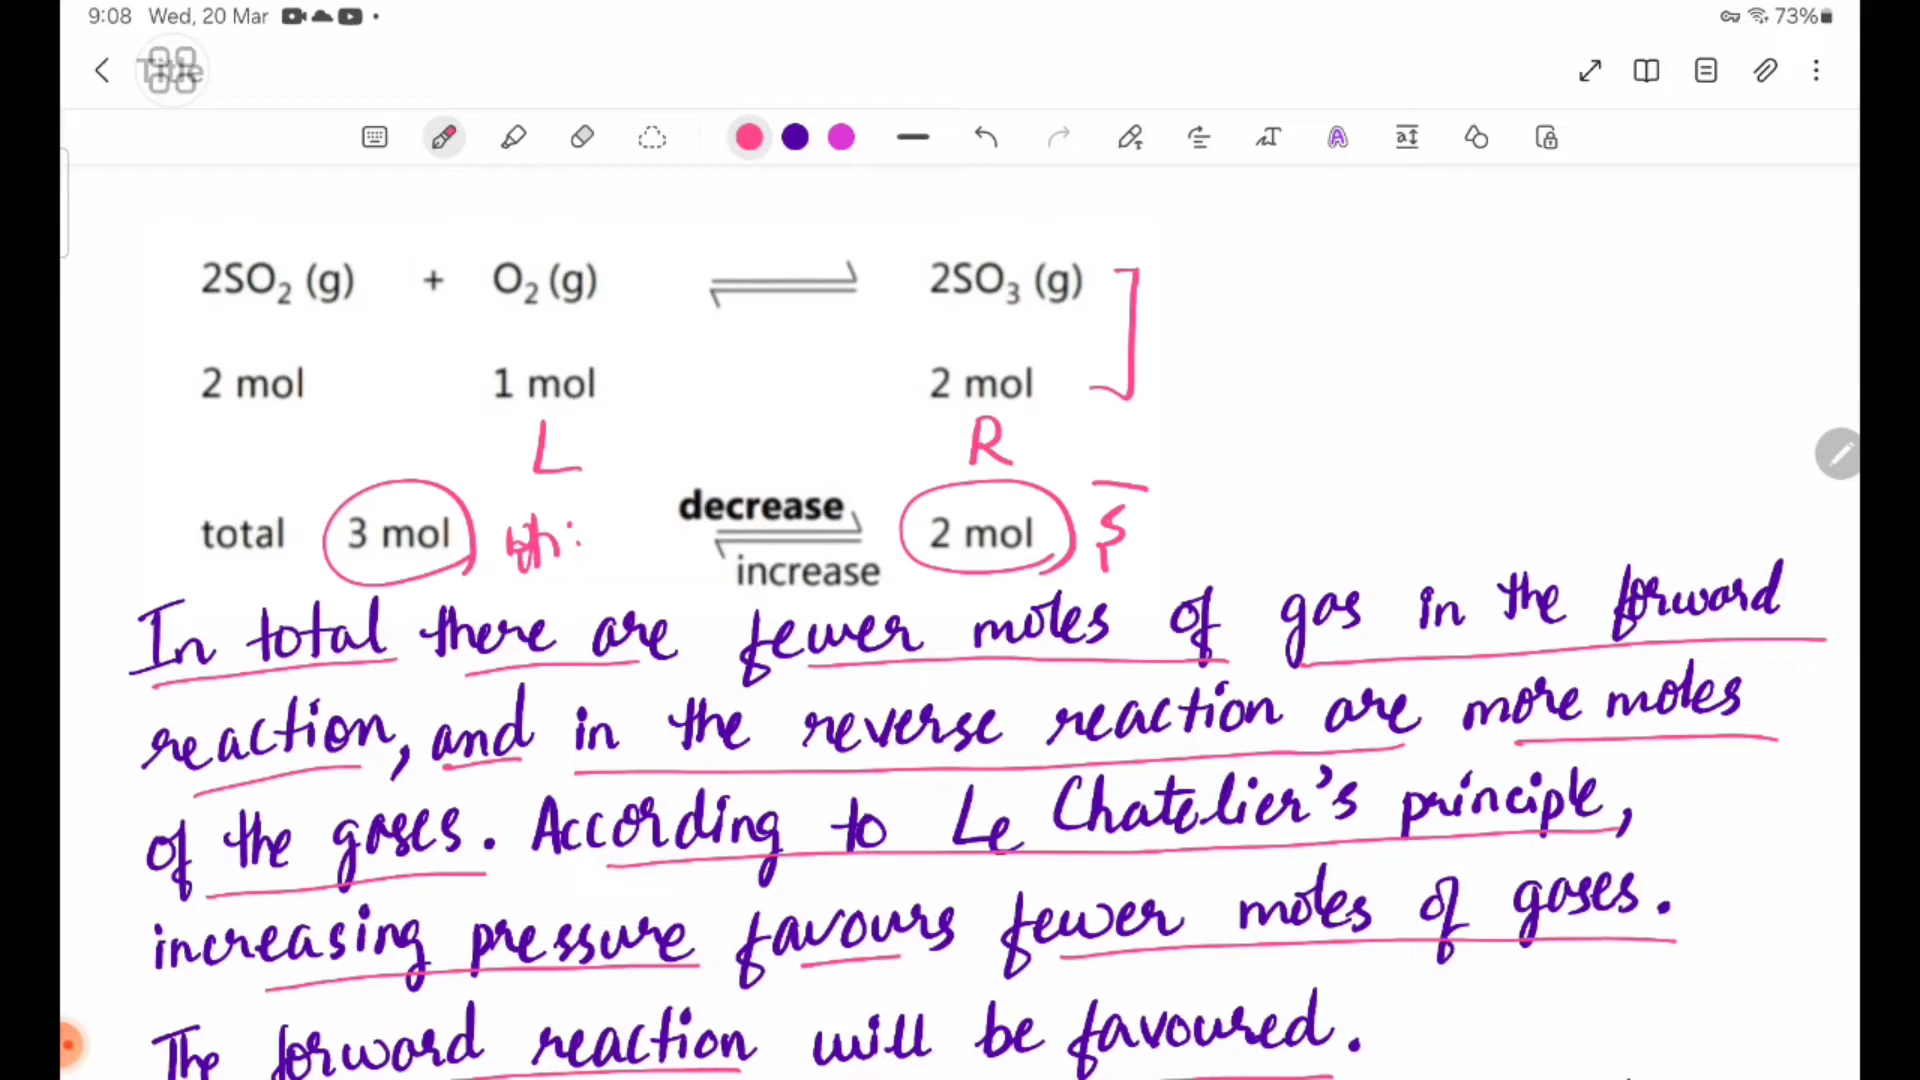 9:08 Wed, 20 Mar
73%
Title
2SO₂ (g) + O₂ (g) ⇌ 2SO₃ (g)
2 mol 1 mol 2 mol
L R
total 3 mol decrease 2 mol
increase
In total there are fewer moles of gas in the forward
reaction, and in the reverse reaction are more moles
of the gases. According to Le Chatelier's principle,
increasing pressure favours fewer moles of gases.
The forward reaction will be favoured.